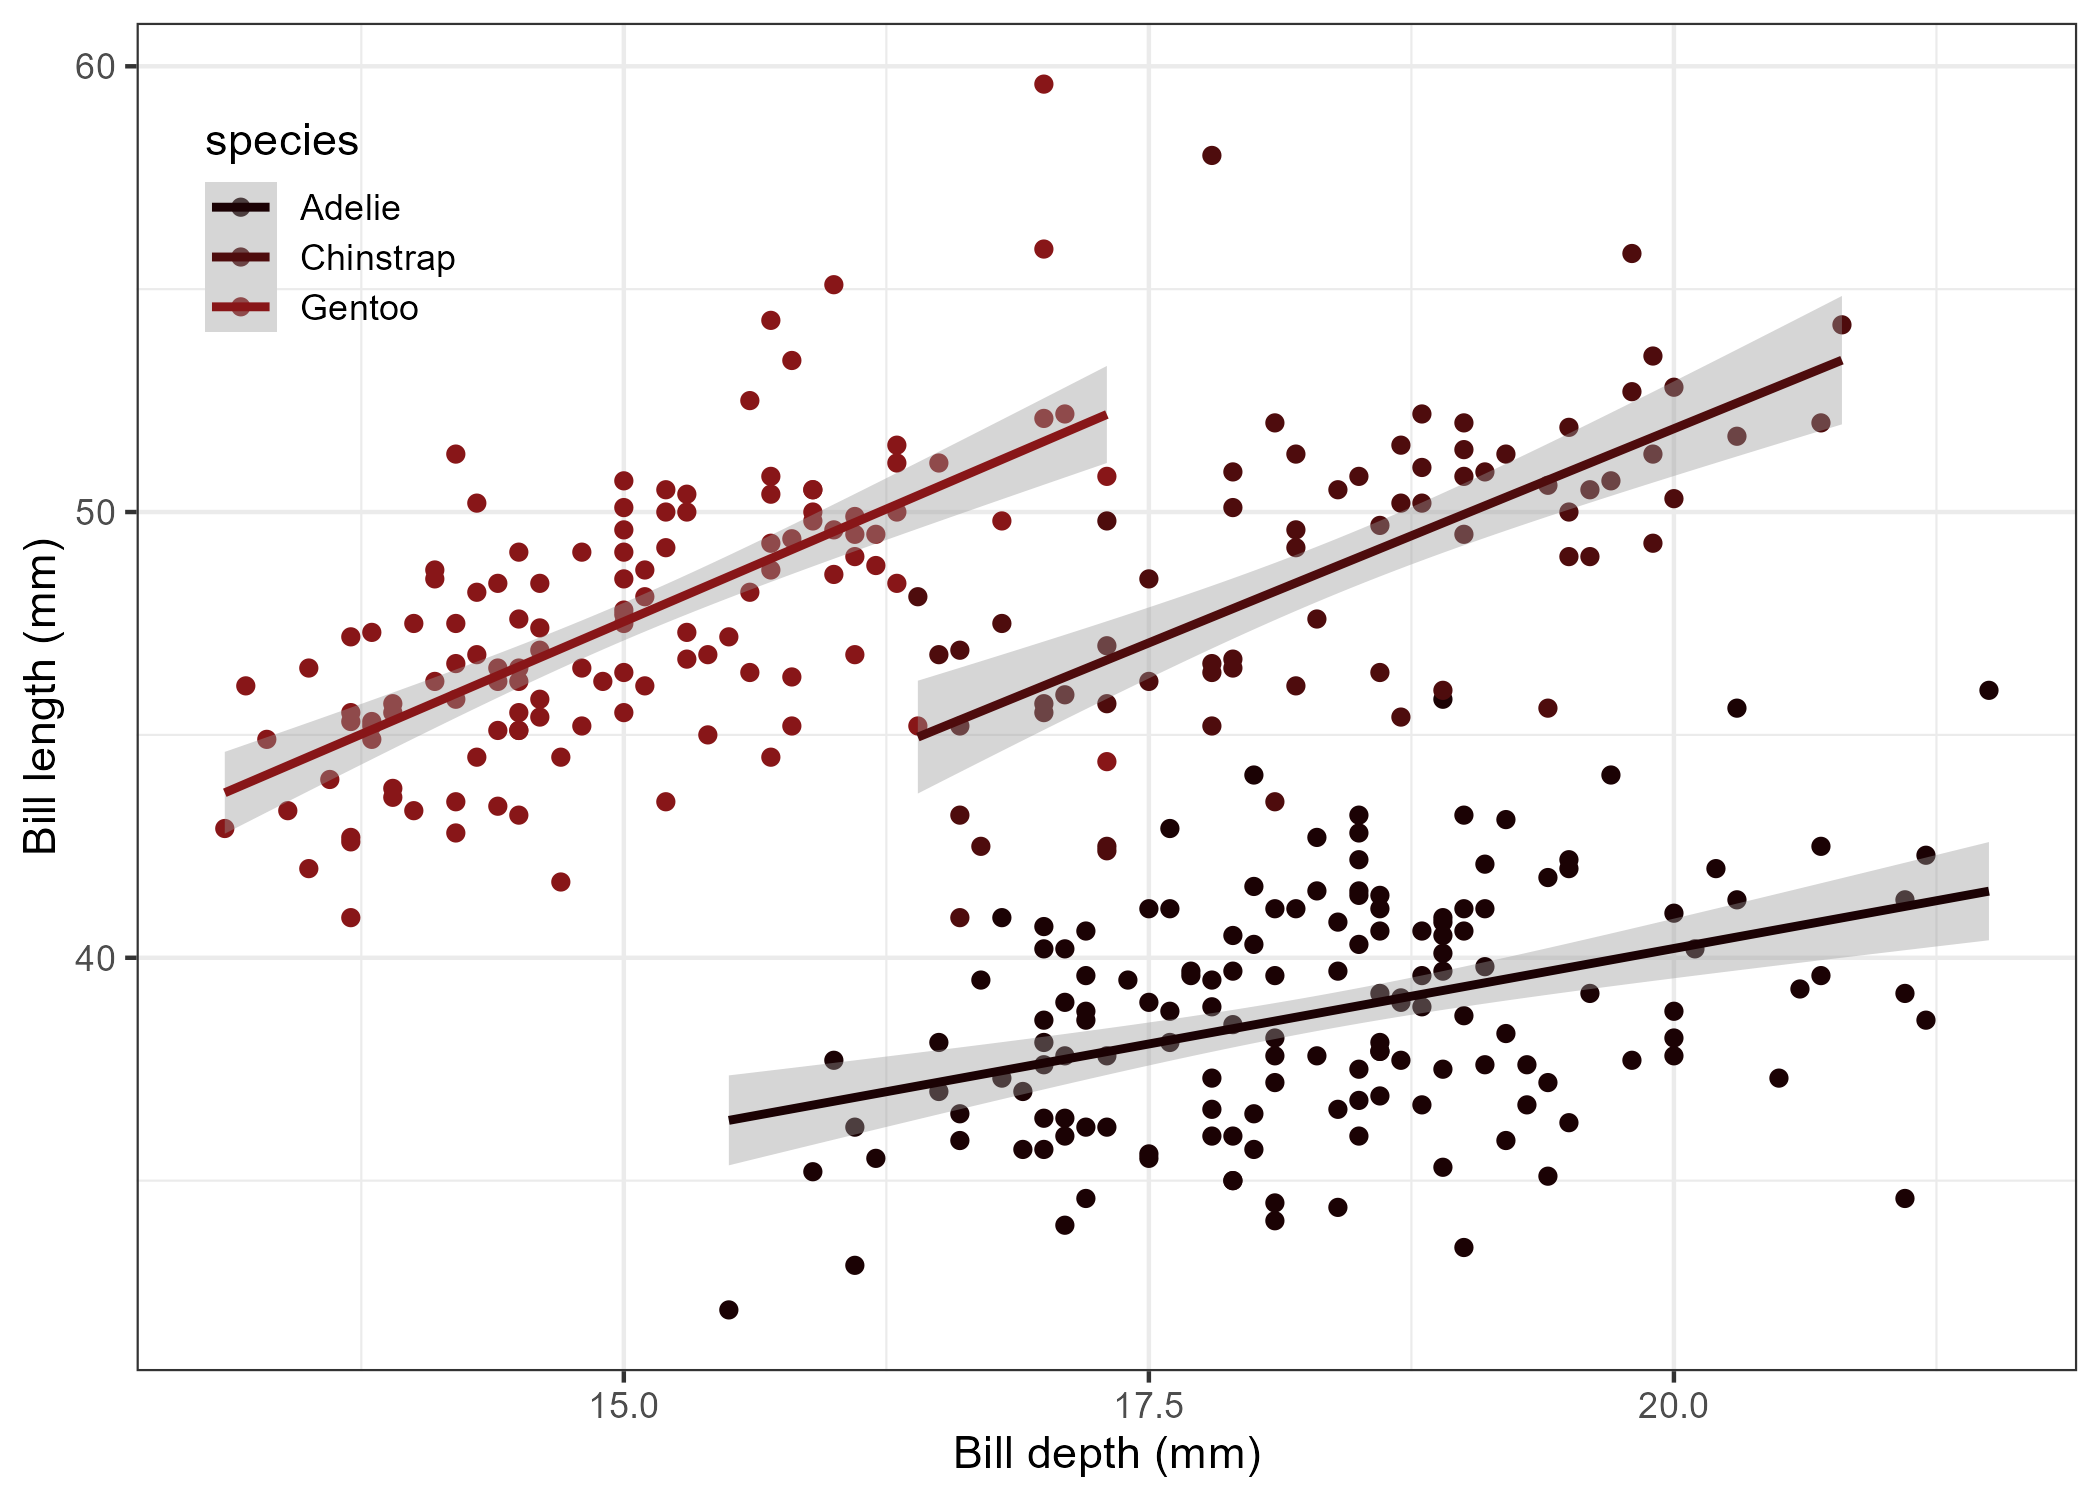 60
50
40
Bill length (mm)
species
Adelie
Chinstrap
Gentoo
15.0 17.5 20.0
Bill depth (mm)